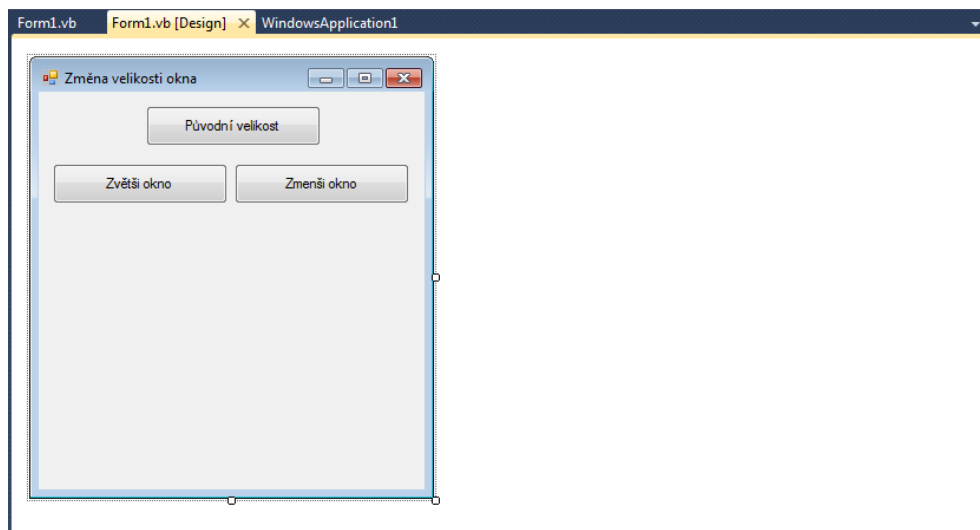 Form1.vb Form1.vb [Design] WindowsApplication1
Změna velikosti okna
Původní velikost
Zvětši okno Zmenši okno